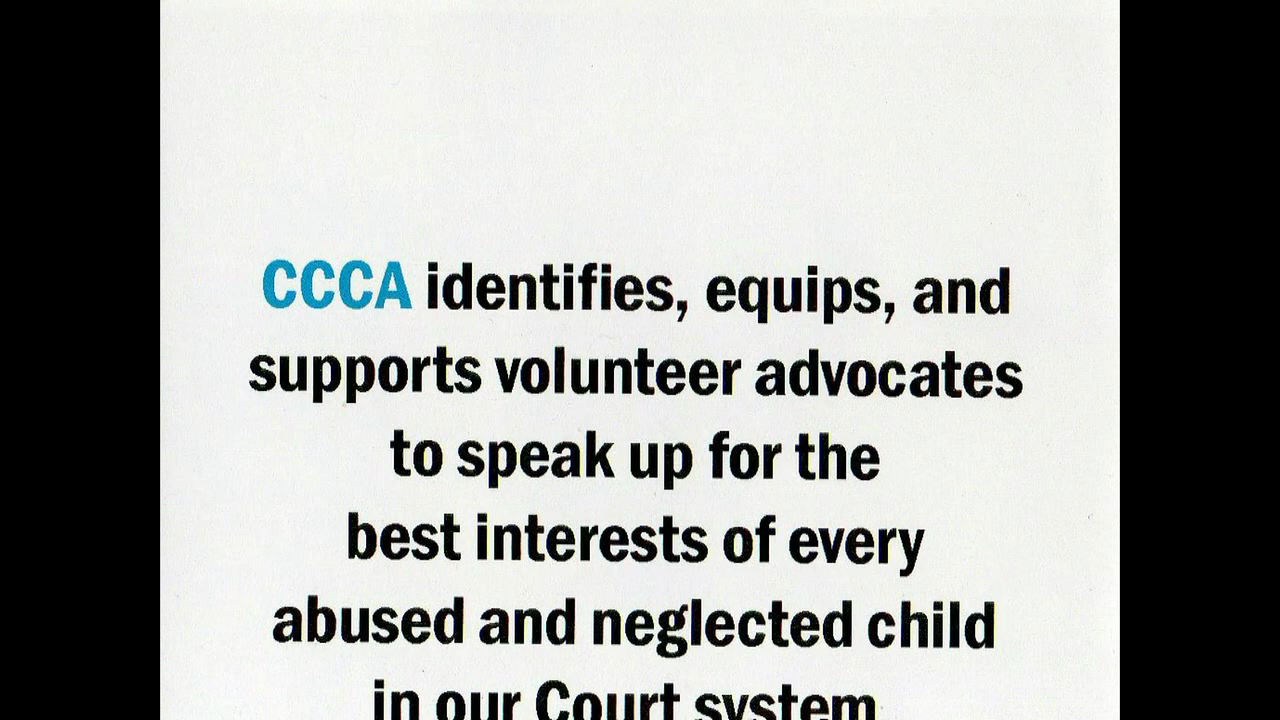 CCCA identifies, equips, and
supports volunteer advocates
to speak up for the
best interests of every
abused and neglected child
in our Court system.